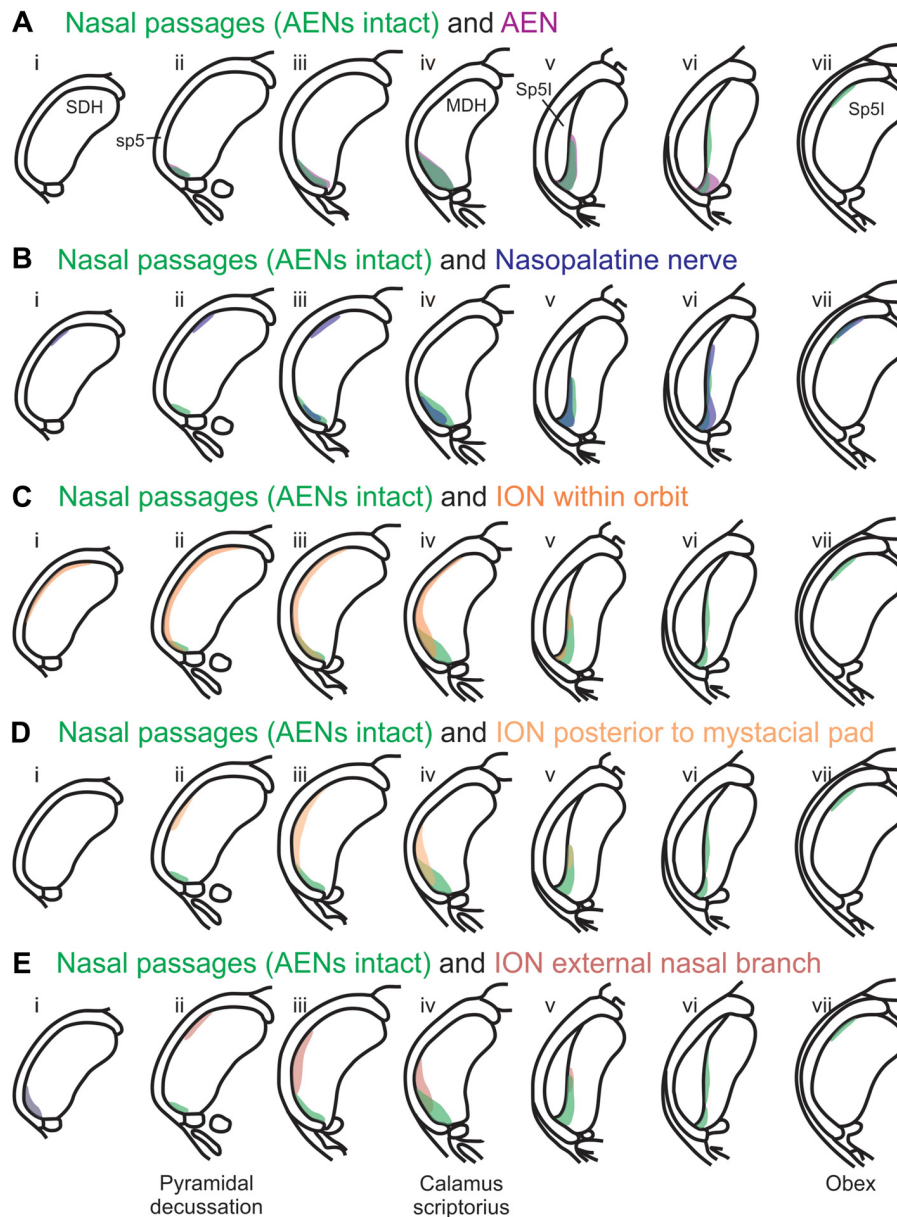 A Nasal passages (AENs intact) and AEN
i ii iii iv v vi vii
SDH sp5 MDH Sp5I Sp5I
B Nasal passages (AENs intact) and Nasopalatine nerve
i ii iii iv v vi vii
C Nasal passages (AENs intact) and ION within orbit
i ii iii iv v vi vii
D Nasal passages (AENs intact) and ION posterior to mystacial pad
i ii iii iv v vi vii
E Nasal passages (AENs intact) and ION external nasal branch
i ii iii iv v vi vii
Pyramidal Calamus Obex
decussation scriptorius